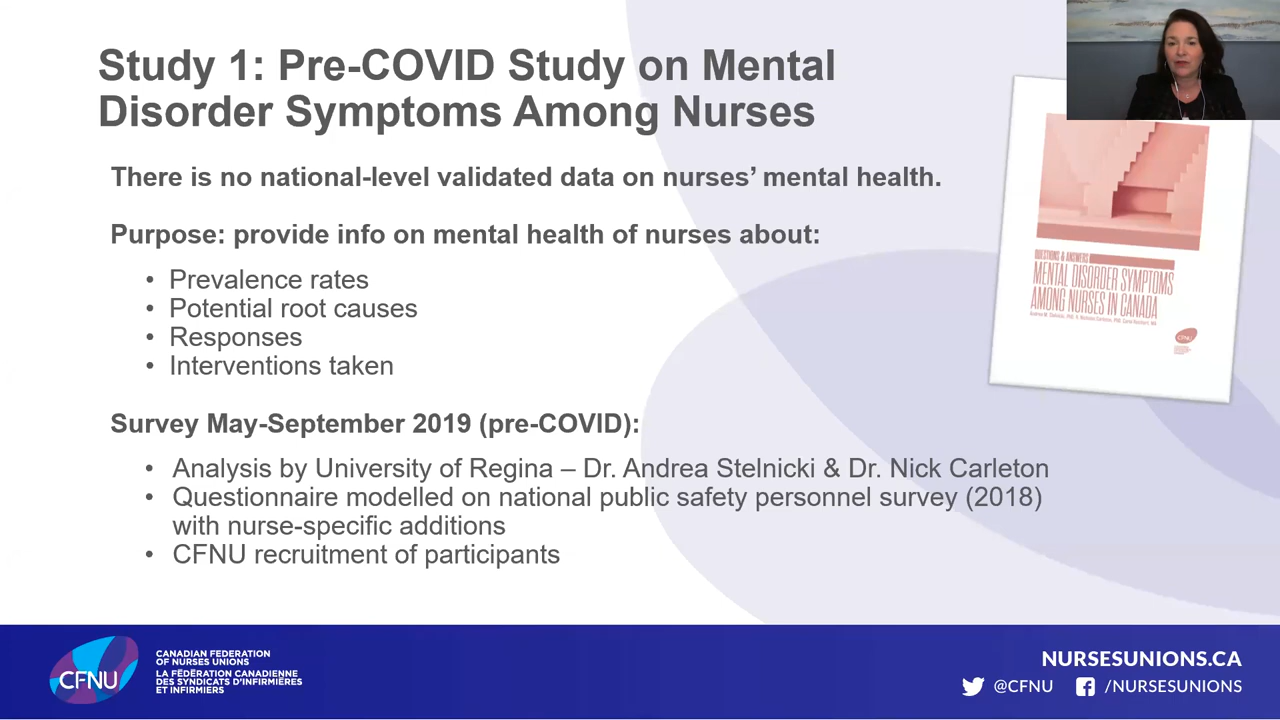 Study 1: Pre-COVID Study on Mental
Disorder Symptoms Among Nurses
There is no national-level validated data on nurses’ mental health.
Purpose: provide info on mental health of nurses about:
• Prevalence rates
• Potential root causes
• Responses
• Interventions taken
Survey May-September 2019 (pre-COVID):
• Analysis by University of Regina – Dr. Andrea Stelnicki & Dr. Nick Carleton
• Questionnaire modelled on national public safety personnel survey (2018)
with nurse-specific additions
• CFNU recruitment of participants
QUESTIONS & ANSWERS
MENTAL DISORDER SYMPTOMS
AMONG NURSES IN CANADA
CFNU
CFNU
CANADIAN FEDERATION
OF NURSES UNIONS
LA FÉDÉRATION CANADIENNE
DES SYNDICATS D’INFIRMIÈRES
ET INFIRMIERS
NURSESUNIONS.CA
@CFNU
/NURSESUNIONS